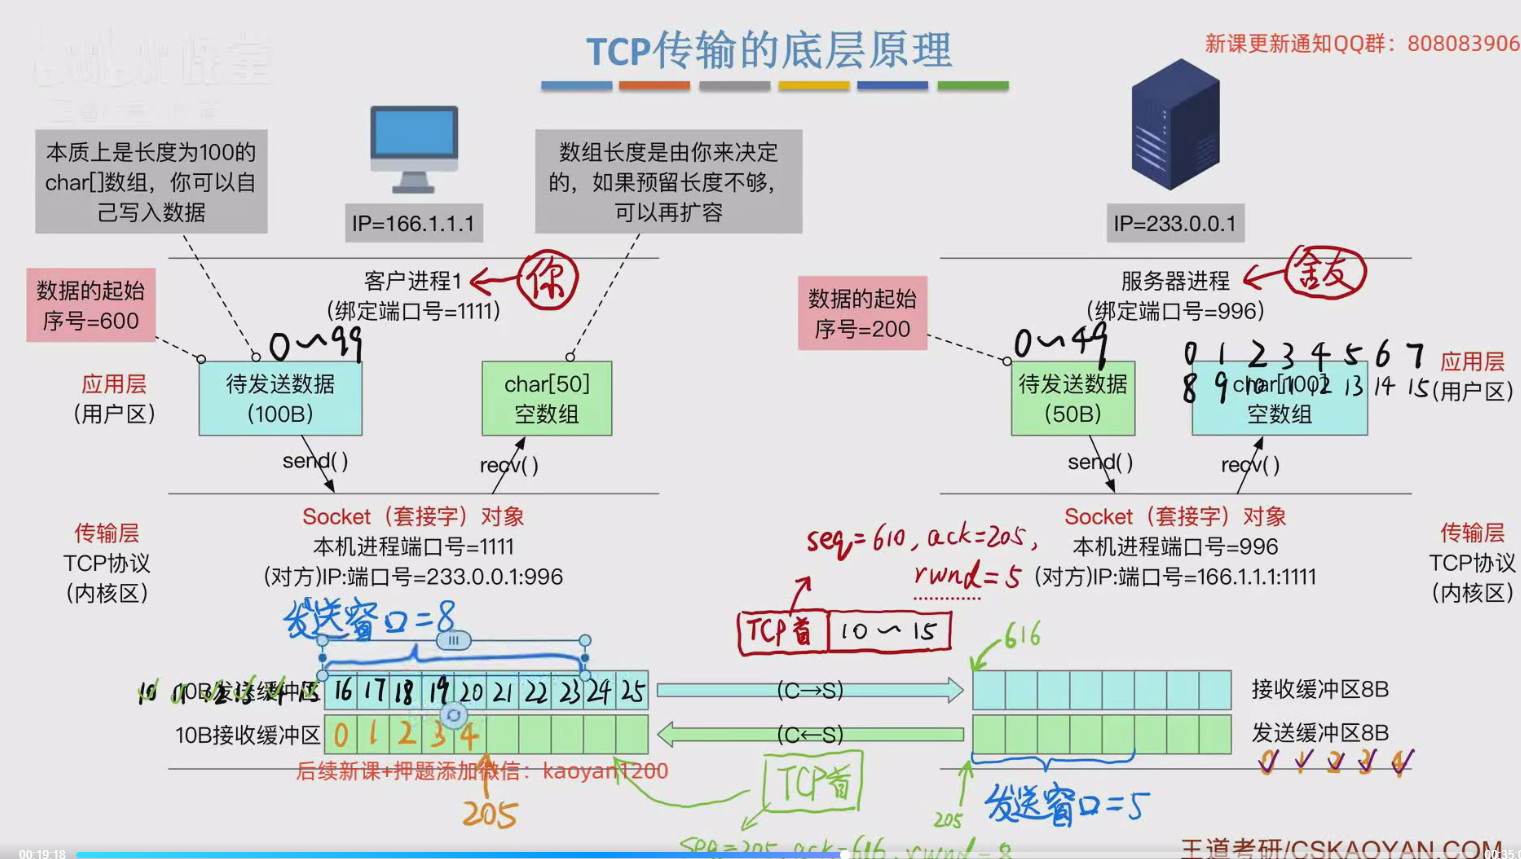 TCP传输的底层原理
新课更新通知QQ群：808083906
本质上是长度为100的
char[]数组，你可以自
己写入数据
数组长度是由你来决定
的，如果预留长度不够，
可以再扩容
IP=166.1.1.1
IP=233.0.0.1
客户进程1
你
(绑定端口号=1111)
服务器进程
(绑定端口号=996)
数据的起始
序号=600
数据的起始
序号=200
0～99
0～49
0 1 2 3 4 5 6 7
8 9 10 11 12 13 14 15
应用层
(用户区)
待发送数据
(100B)
char[50]
空数组
待发送数据
(50B)
char[100]
空数组
应用层
(用户区)
send()
recv()
send()
recv()
传输层
TCP协议
(内核区)
Socket（套接字）对象
本机进程端口号=1111
(对方)IP:端口号=233.0.0.1:996
seq=610, ack=205,
rwnd=5
Socket（套接字）对象
本机进程端口号=996
(对方)IP:端口号=166.1.1.1:1111
传输层
TCP协议
(内核区)
发送窗口=8
TCP首 10～15
616
10 11 12 13 14 15
10B发送缓冲区
16 17 18 19 20 21 22 23 24 25
(C→S)
接收缓冲区8B
10B接收缓冲区
0 1 2 3 4
(C←S)
发送缓冲区8B
0 1 2 3 4
后续新课+押题添加微信：kaoyan1200
205
TCP首
205
发送窗口=5
seq=205, ack=616, rwnd=8
王道考研/CSKAOYAN.COM
00:19:18